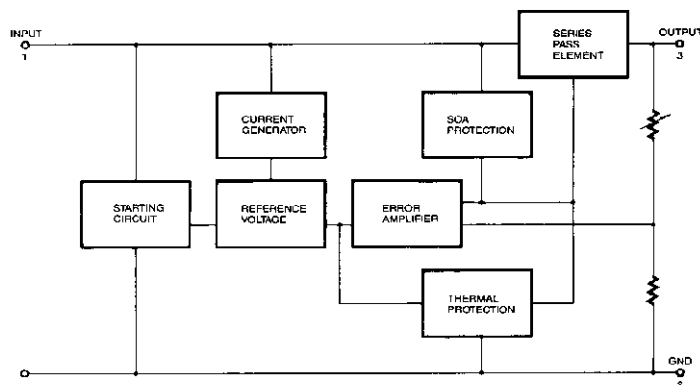 INPUT
1
SERIES
PASS
ELEMENT
OUTPUT
3
CURRENT
GENERATOR
SOA
PROTECTION
STARTING
CIRCUIT
REFERENCE
VOLTAGE
ERROR
AMPLIFIER
THERMAL
PROTECTION
GND